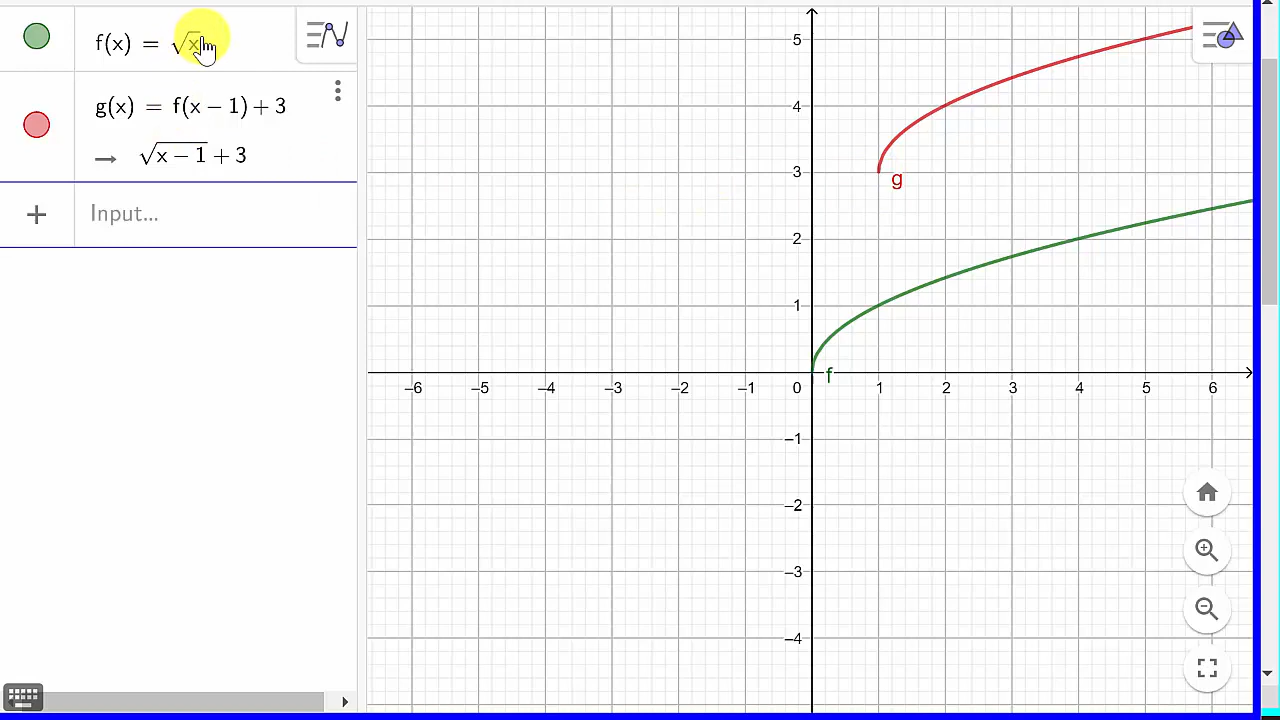 f(x) = √x
g(x) = f(x − 1) + 3
→ √x − 1 + 3
+ Input...
5
4
3
g
2
1
–6 –5 –4 –3 –2 –1 0 1 2 3 4 5 6
f
–1
–2
–3
–4